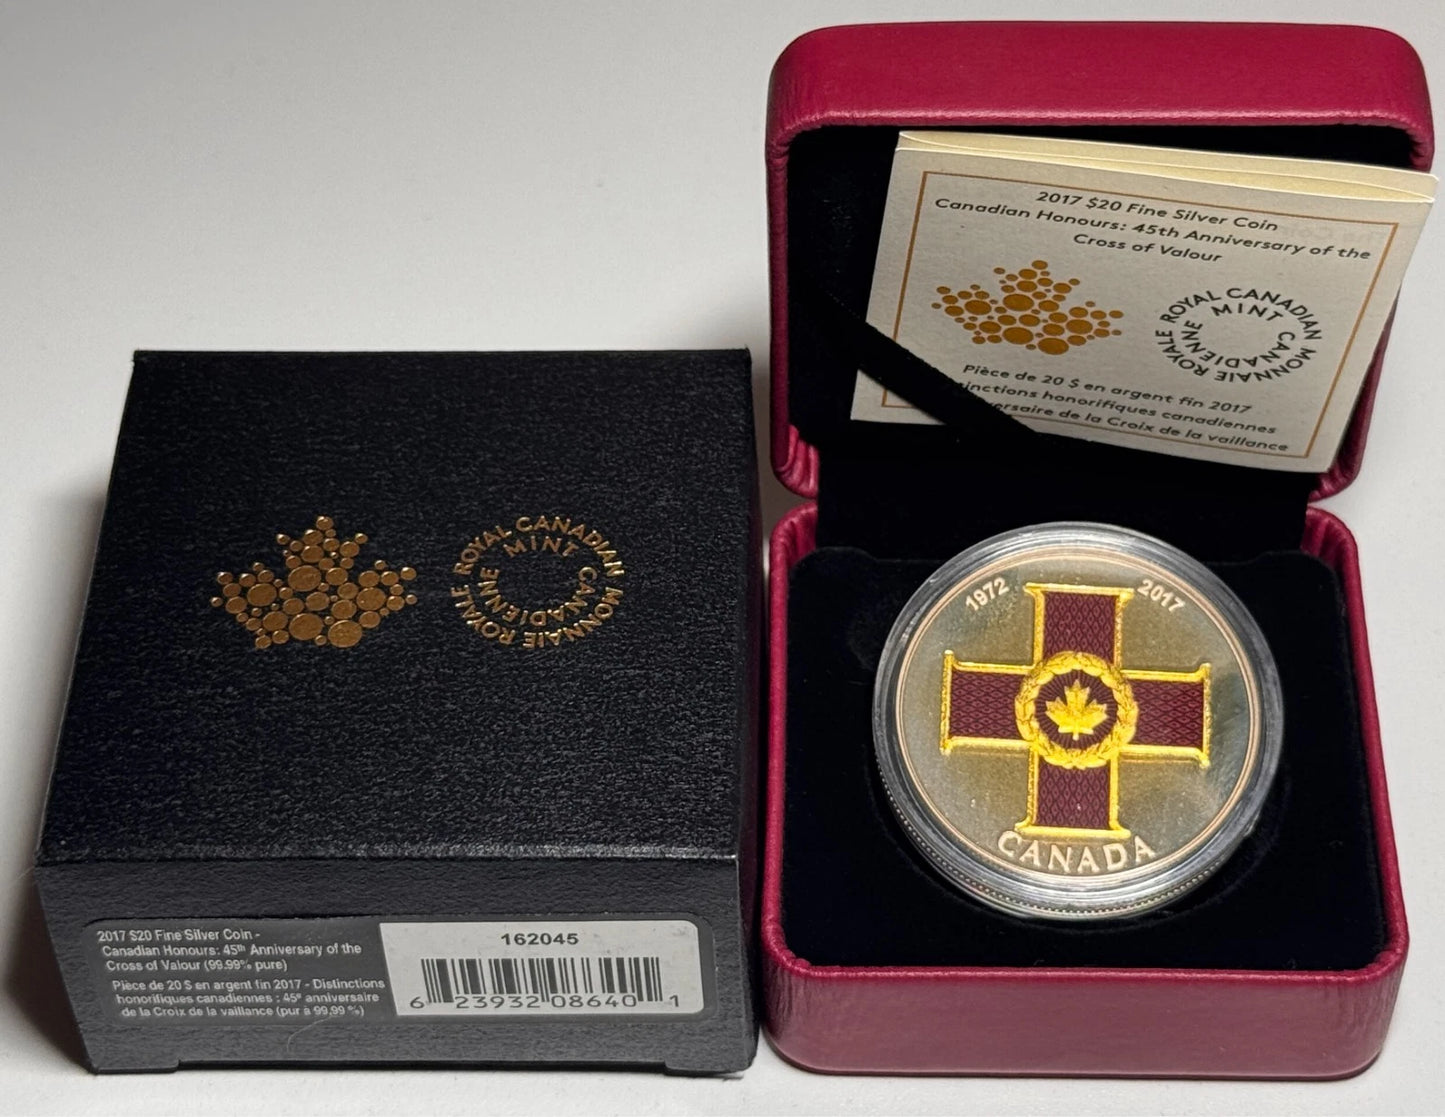 ROYAL CANADIAN MINT
MONNAIE ROYALE CANADIENNE
2017 $20 Fine Silver Coin -
Canadian Honours: 45th Anniversary of the
Cross of Valour (99.99% pure)
Pièce de 20 $ en argent fin 2017 - Distinctions
honorifiques canadiennes : 45e anniversaire
de la Croix de la vaillance (pur à 99,99 %)
162045
6 23932 08640 1
2017 $20 Fine Silver Coin
Canadian Honours: 45th Anniversary of the
Cross of Valour
ROYAL CANADIAN MINT
MONNAIE ROYALE CANADIENNE
Pièce de 20 $ en argent fin 2017
honorifiques canadiennes
de la Croix de la vaillance
1972 2017
CANADA